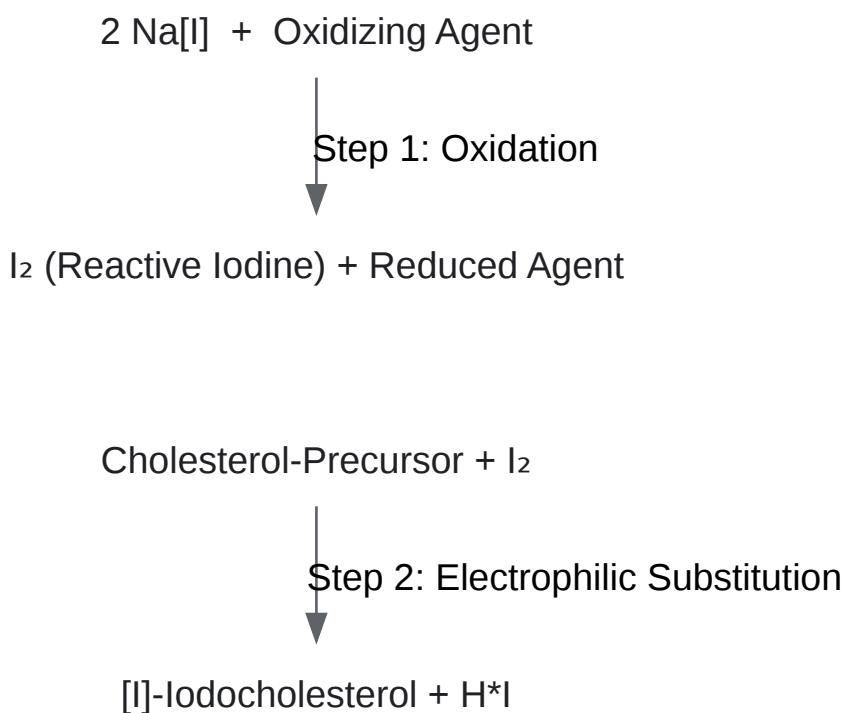 2 Na[I] + Oxidizing Agent
Step 1: Oxidation
I₂ (Reactive Iodine) + Reduced Agent
Cholesterol-Precursor + I₂
Step 2: Electrophilic Substitution
[I]-Iodocholesterol + H*I